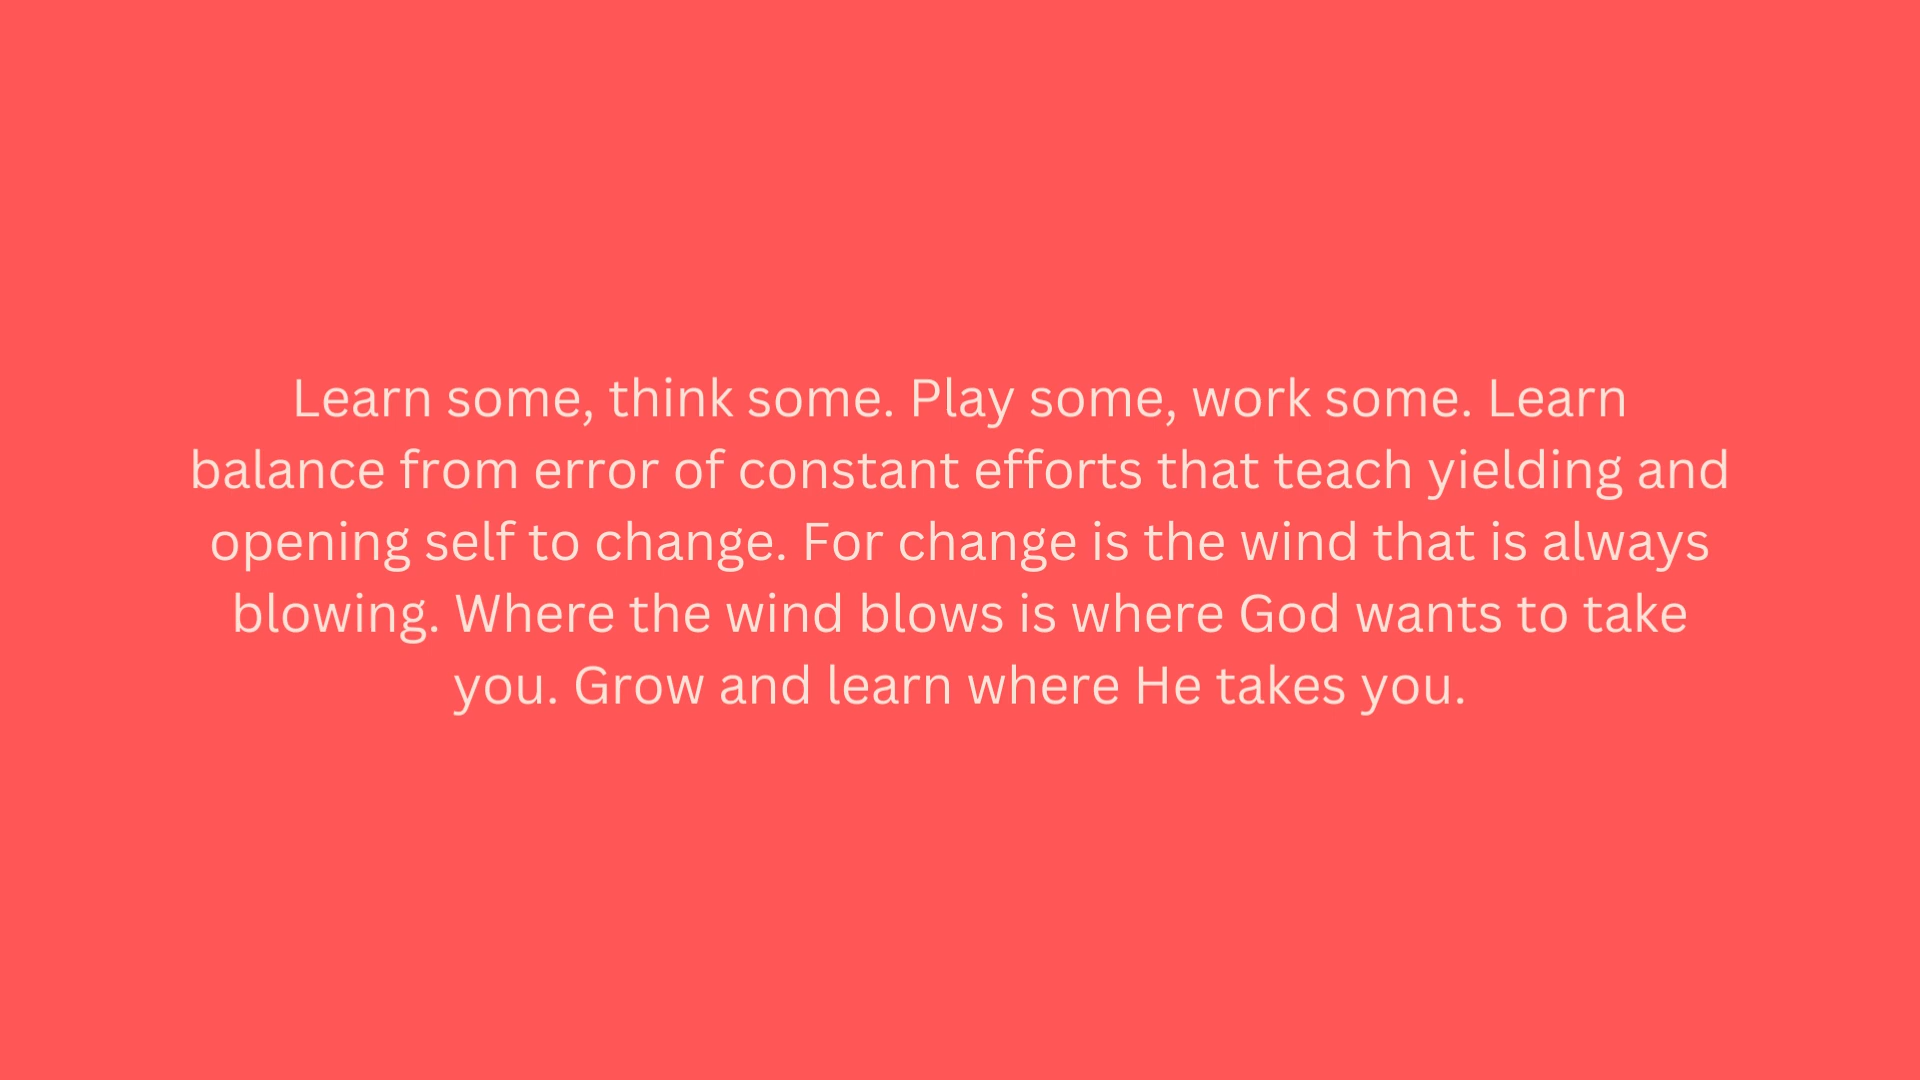 Learn some, think some. Play some, work some. Learn
balance from error of constant efforts that teach yielding and
opening self to change. For change is the wind that is always
blowing. Where the wind blows is where God wants to take
you. Grow and learn where He takes you.